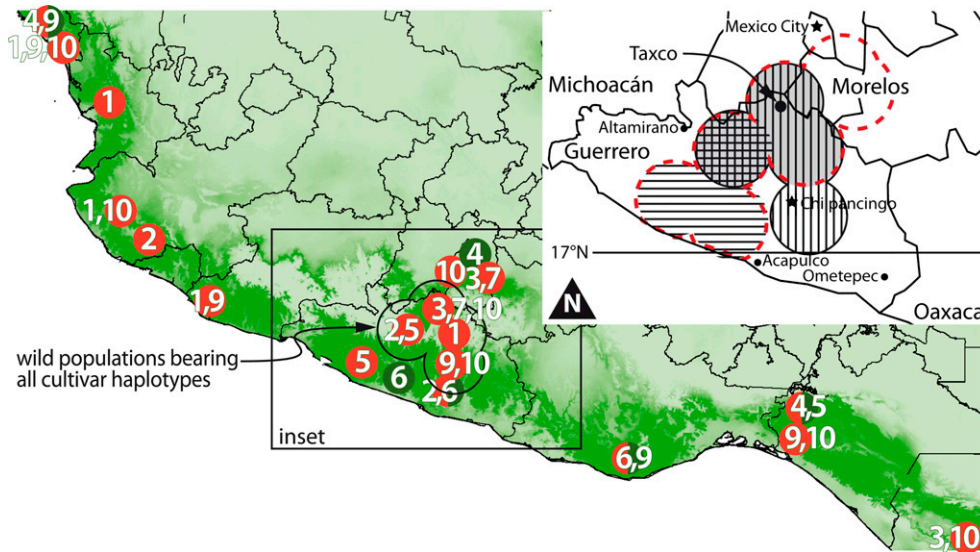 4,9
1,9,10
1
1,10
2
1,9
wild populations bearing
all cultivar haplotypes
inset
4
10
3,7
3,7,10
2,5
1
5
9,10
6
2,6
6,9
4,5
9,10
3,10
Mexico City
Taxco
Michoacán
Morelos
Altamirano
Guerrero
Chilpancingo
17°N
Acapulco
Ometepec
N
Oaxaca